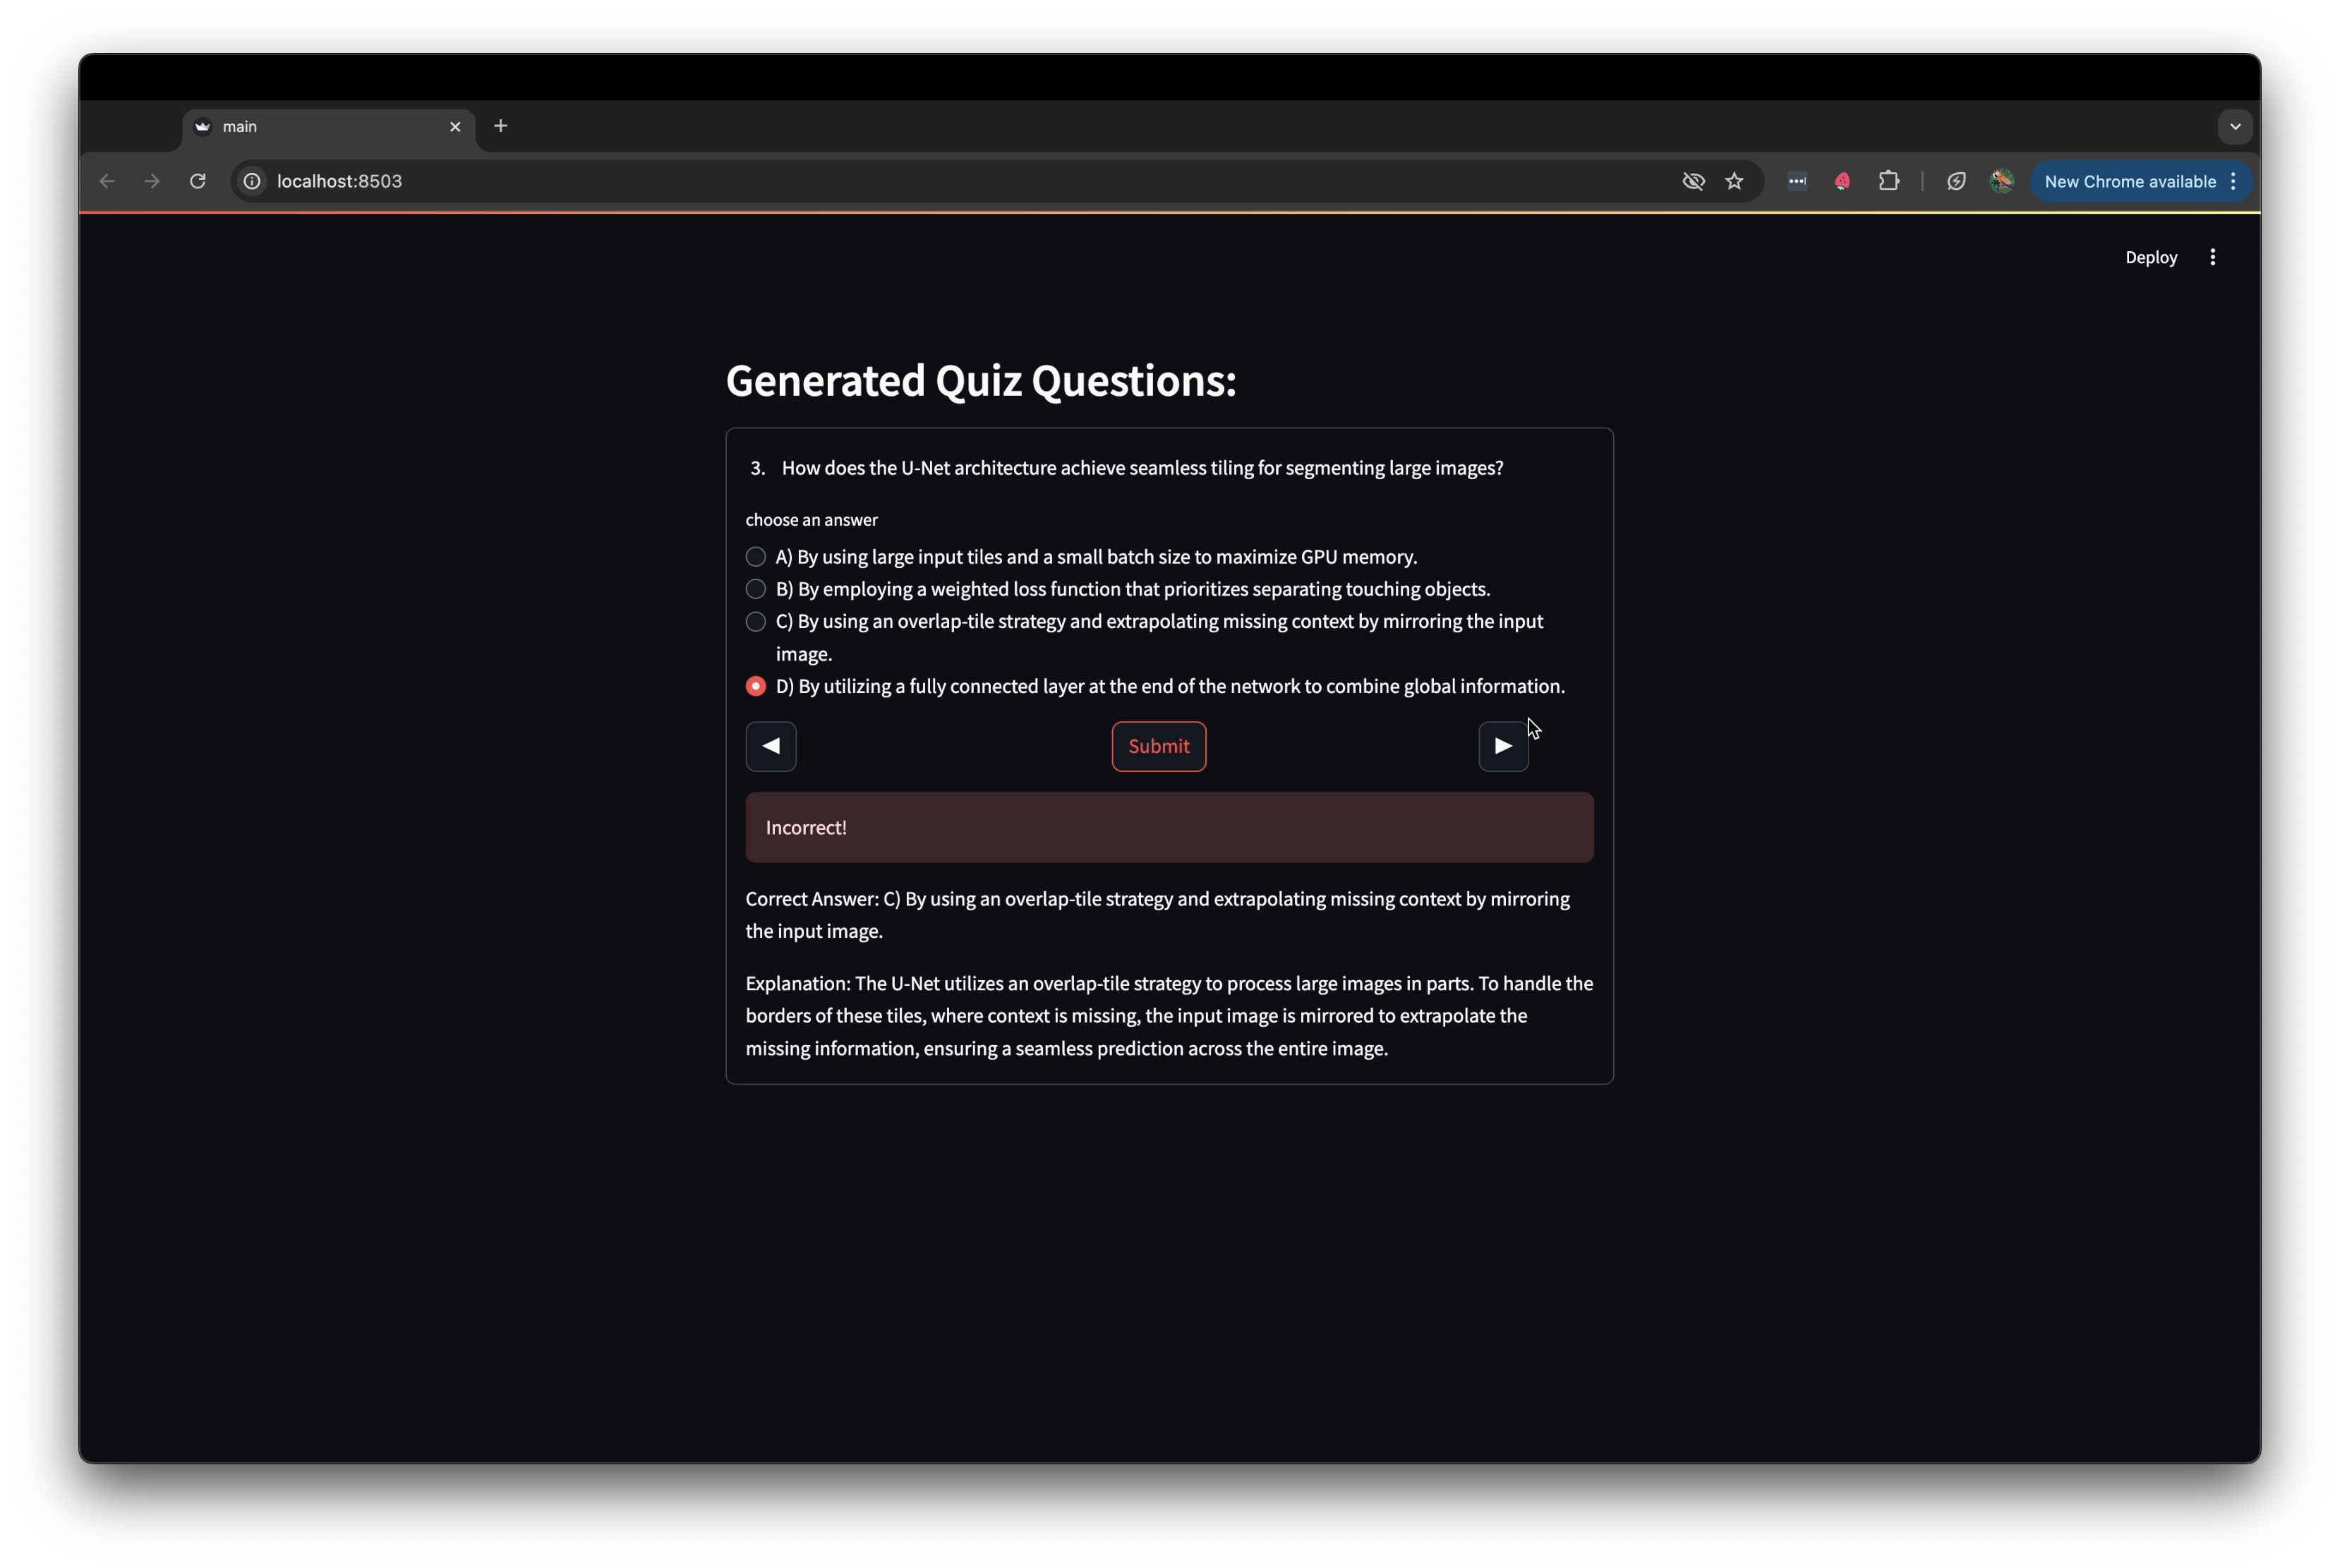 main
localhost:8503
New Chrome available
Deploy
Generated Quiz Questions:
3. How does the U-Net architecture achieve seamless tiling for segmenting large images?
choose an answer
A) By using large input tiles and a small batch size to maximize GPU memory.
B) By employing a weighted loss function that prioritizes separating touching objects.
C) By using an overlap-tile strategy and extrapolating missing context by mirroring the input
image.
D) By utilizing a fully connected layer at the end of the network to combine global information.
Submit
Incorrect!
Correct Answer: C) By using an overlap-tile strategy and extrapolating missing context by mirroring
the input image.
Explanation: The U-Net utilizes an overlap-tile strategy to process large images in parts. To handle the
borders of these tiles, where context is missing, the input image is mirrored to extrapolate the
missing information, ensuring a seamless prediction across the entire image.